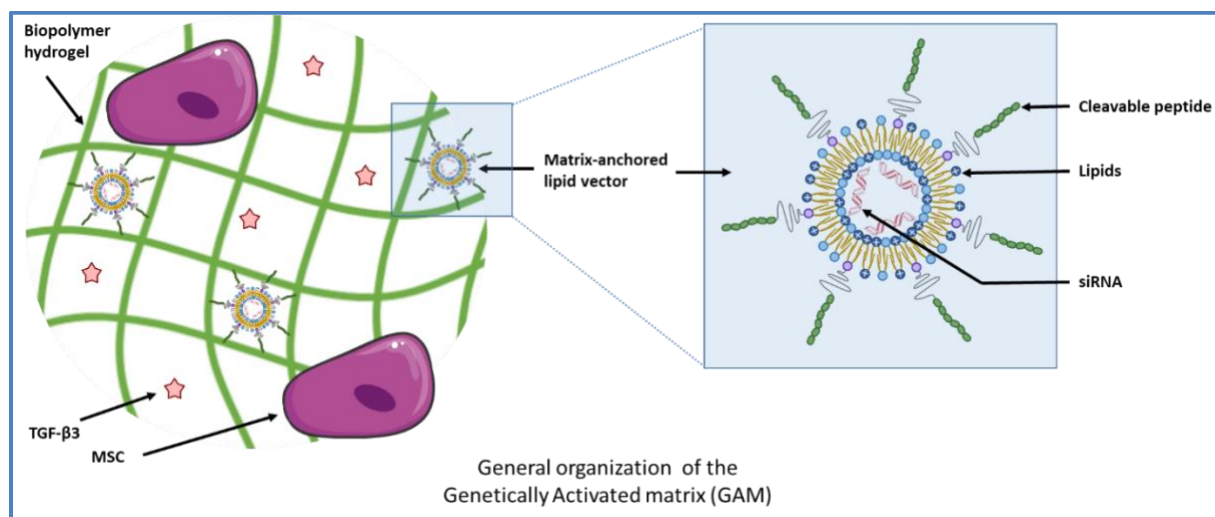 Biopolymer
hydrogel
Matrix-anchored
lipid vector
Cleavable peptide
Lipids
siRNA
TGF-β3
MSC
General organization of the
Genetically Activated matrix (GAM)